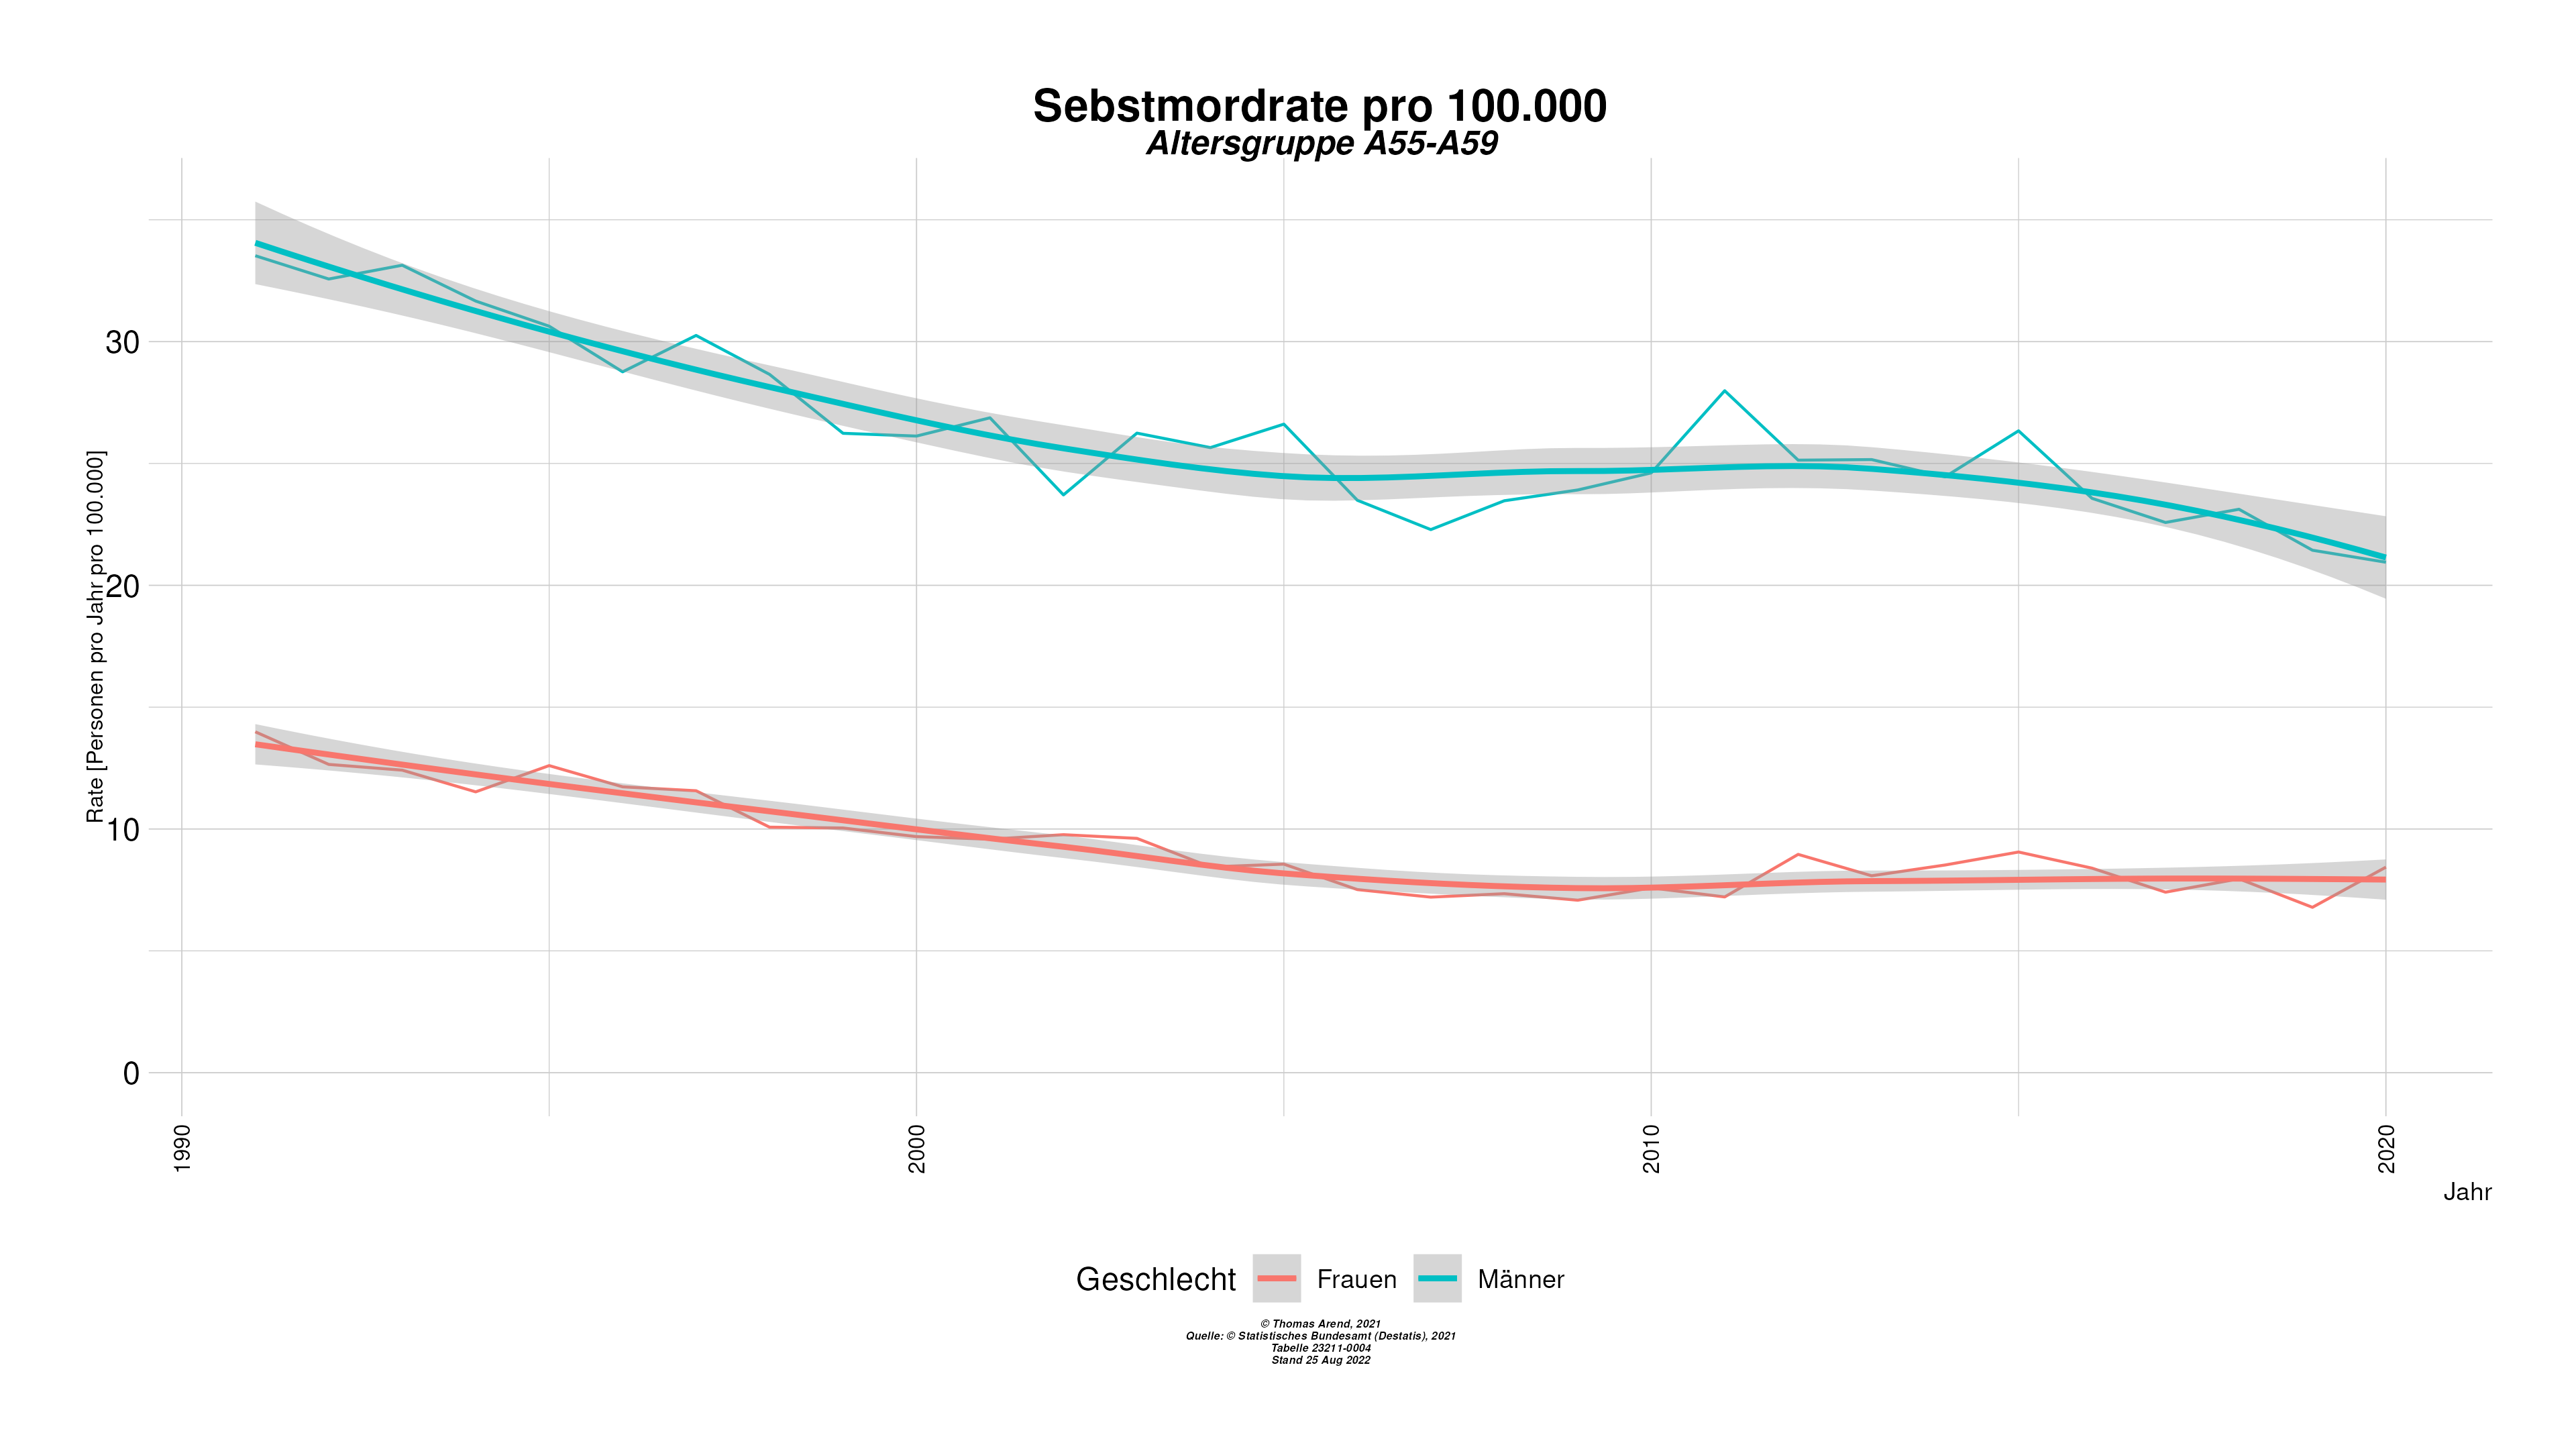 Sebstmordrate pro 100.000
Altersgruppe A55-A59
Rate [Personen pro Jahr pro 100.000]
30
20
10
0
1990
2000
2010
2020
Jahr
Geschlecht
Frauen
Männer
© Thomas Arend, 2021
Quelle: © Statistisches Bundesamt (Destatis), 2021
Tabelle 23211-0004
Stand 25 Aug 2022